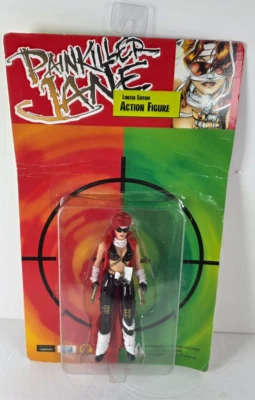 PAINKILLER
JANE
LIMITED EDITION
ACTION FIGURE